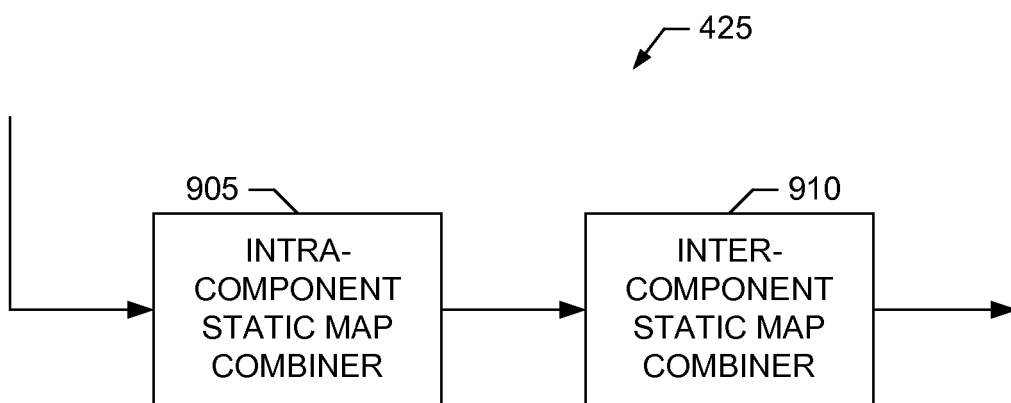 425
905
910
INTRA-
COMPONENT
STATIC MAP
COMBINER
INTER-
COMPONENT
STATIC MAP
COMBINER